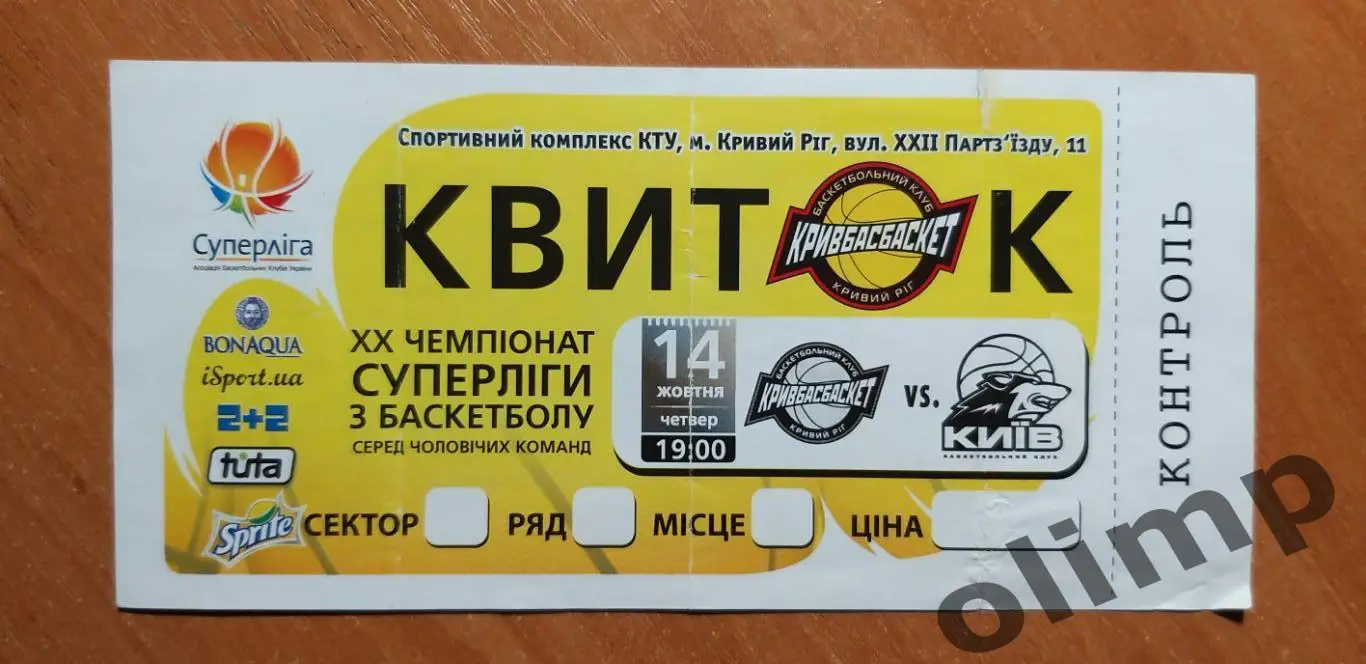 Спортивний комплекс КТУ, м. Кривий Ріг, вул. XXII Партз'їзду, 11
КВИТ К
БАСКЕТБОЛЬНИЙ КЛУБ
КРИВБАСБАСКЕТ
КРИВИЙ РІГ
Суперліга
Асоціація Баскетбольних Клубів України
BONAQUA
iSport.ua
2+2
tuta
Sprite
XX ЧЕМПІОНАТ
СУПЕРЛІГИ
З БАСКЕТБОЛУ
СЕРЕД ЧОЛОВІЧИХ КОМАНД
14
ЖОВТНЯ
четвер
19:00
БАСКЕТБОЛЬНИЙ КЛУБ
КРИВБАСБАСКЕТ
КРИВИЙ РІГ
vs.
КИЇВ
БАСКЕТБОЛЬНИЙ КЛУБ
СЕКТОР РЯД МІСЦЕ ЦІНА
КОНТРОЛЬ
olimp